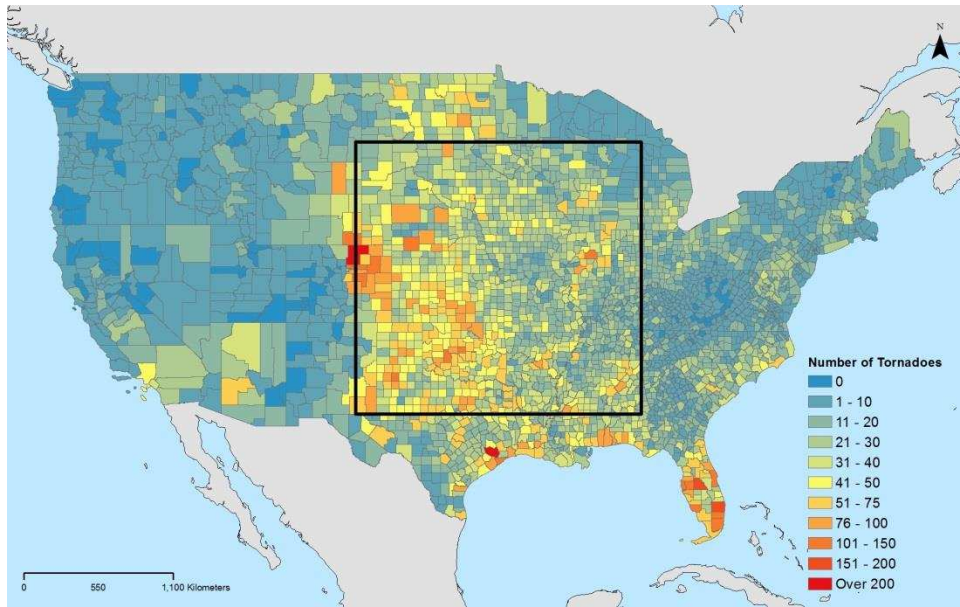 N
Number of Tornadoes
0
1 - 10
11 - 20
21 - 30
31 - 40
41 - 50
51 - 75
76 - 100
101 - 150
151 - 200
Over 200
0 550 1,100 Kilometers